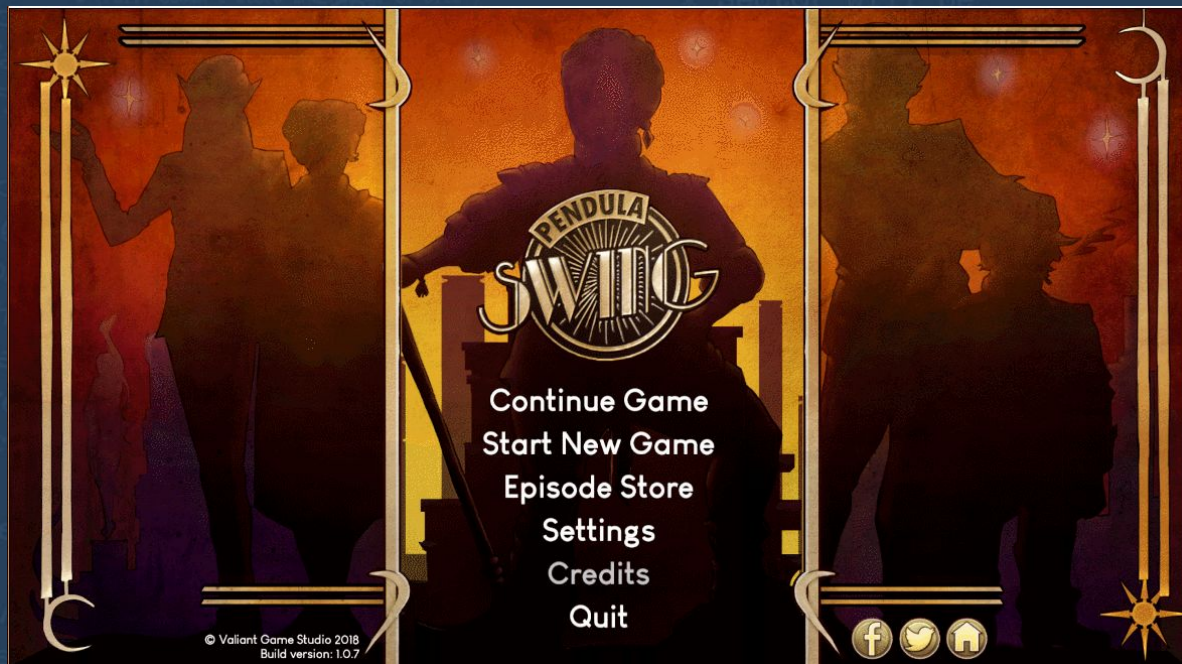 PENDULA
SWING
Continue Game
Start New Game
Episode Store
Settings
Credits
Quit
© Valiant Game Studio 2018
Build version: 1.0.7